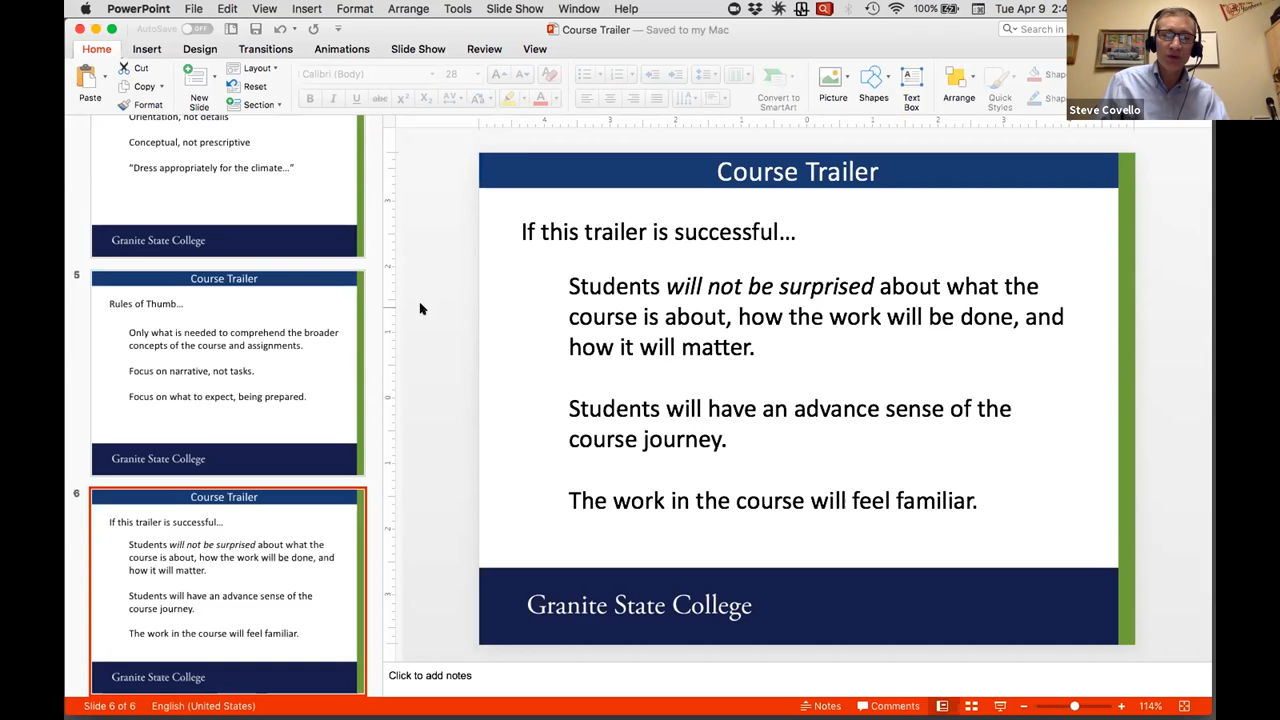 PowerPoint File Edit View Insert Format Arrange Tools Slide Show Window Help 100% Tue Apr 9
AutoSave OFF Course Trailer — Saved to my Mac Search in
Home Insert Design Transitions Animations Slide Show Review View
Paste Cut Copy Format New Slide Layout Reset Section Calibri (Body) 28 Convert to SmartArt Picture Shapes Text Box Arrange Quick Styles
Steve Covello
Orientation, not details
Conceptual, not prescriptive
“Dress appropriately for the climate...”
Granite State College
5
Course Trailer
Rules of Thumb...
Only what is needed to comprehend the broader
concepts of the course and assignments.
Focus on narrative, not tasks.
Focus on what to expect, being prepared.
Granite State College
6
Course Trailer
If this trailer is successful...
Students will not be surprised about what the
course is about, how the work will be done, and
how it will matter.
Students will have an advance sense of the
course journey.
The work in the course will feel familiar.
Granite State College
Course Trailer
If this trailer is successful...
Students will not be surprised about what the
course is about, how the work will be done, and
how it will matter.
Students will have an advance sense of the
course journey.
The work in the course will feel familiar.
Granite State College
Click to add notes
Slide 6 of 6 English (United States) Notes Comments 114%